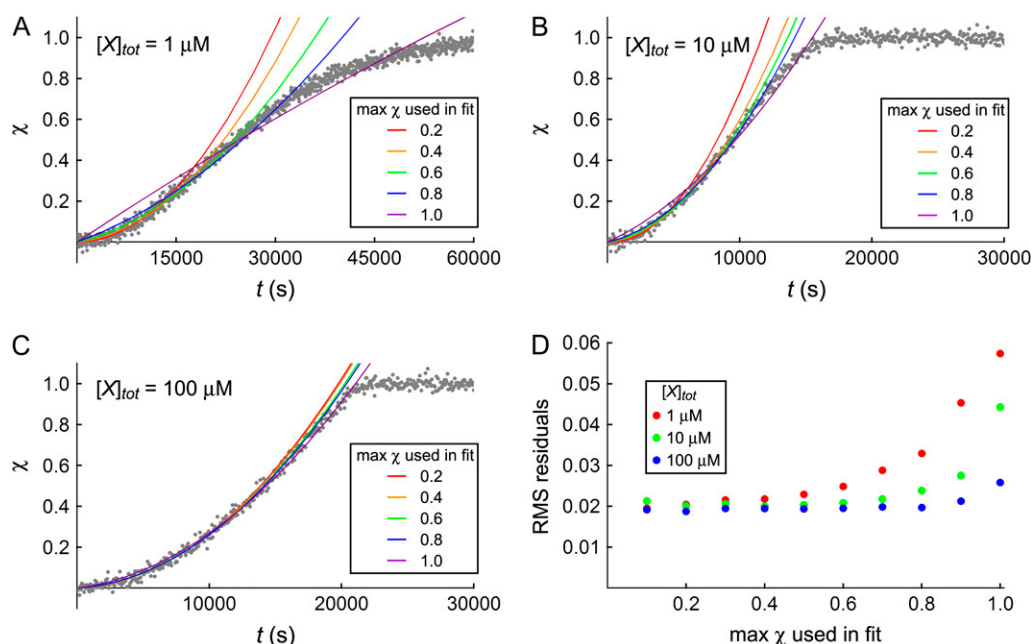 A
[X]tot = 1 µM
χ
1.0
0.8
0.6
0.4
0.2
max χ used in fit
0.2
0.4
0.6
0.8
1.0
15000 30000 45000 60000
t (s)
B
[X]tot = 10 µM
χ
1.0
0.8
0.6
0.4
0.2
max χ used in fit
0.2
0.4
0.6
0.8
1.0
10000 20000 30000
t (s)
C
[X]tot = 100 µM
χ
1.0
0.8
0.6
0.4
0.2
max χ used in fit
0.2
0.4
0.6
0.8
1.0
10000 20000 30000
t (s)
D
RMS residuals
0.06
0.05
0.04
0.03
0.02
0.01
[X]tot
1 µM
10 µM
100 µM
0.2 0.4 0.6 0.8 1.0
max χ used in fit